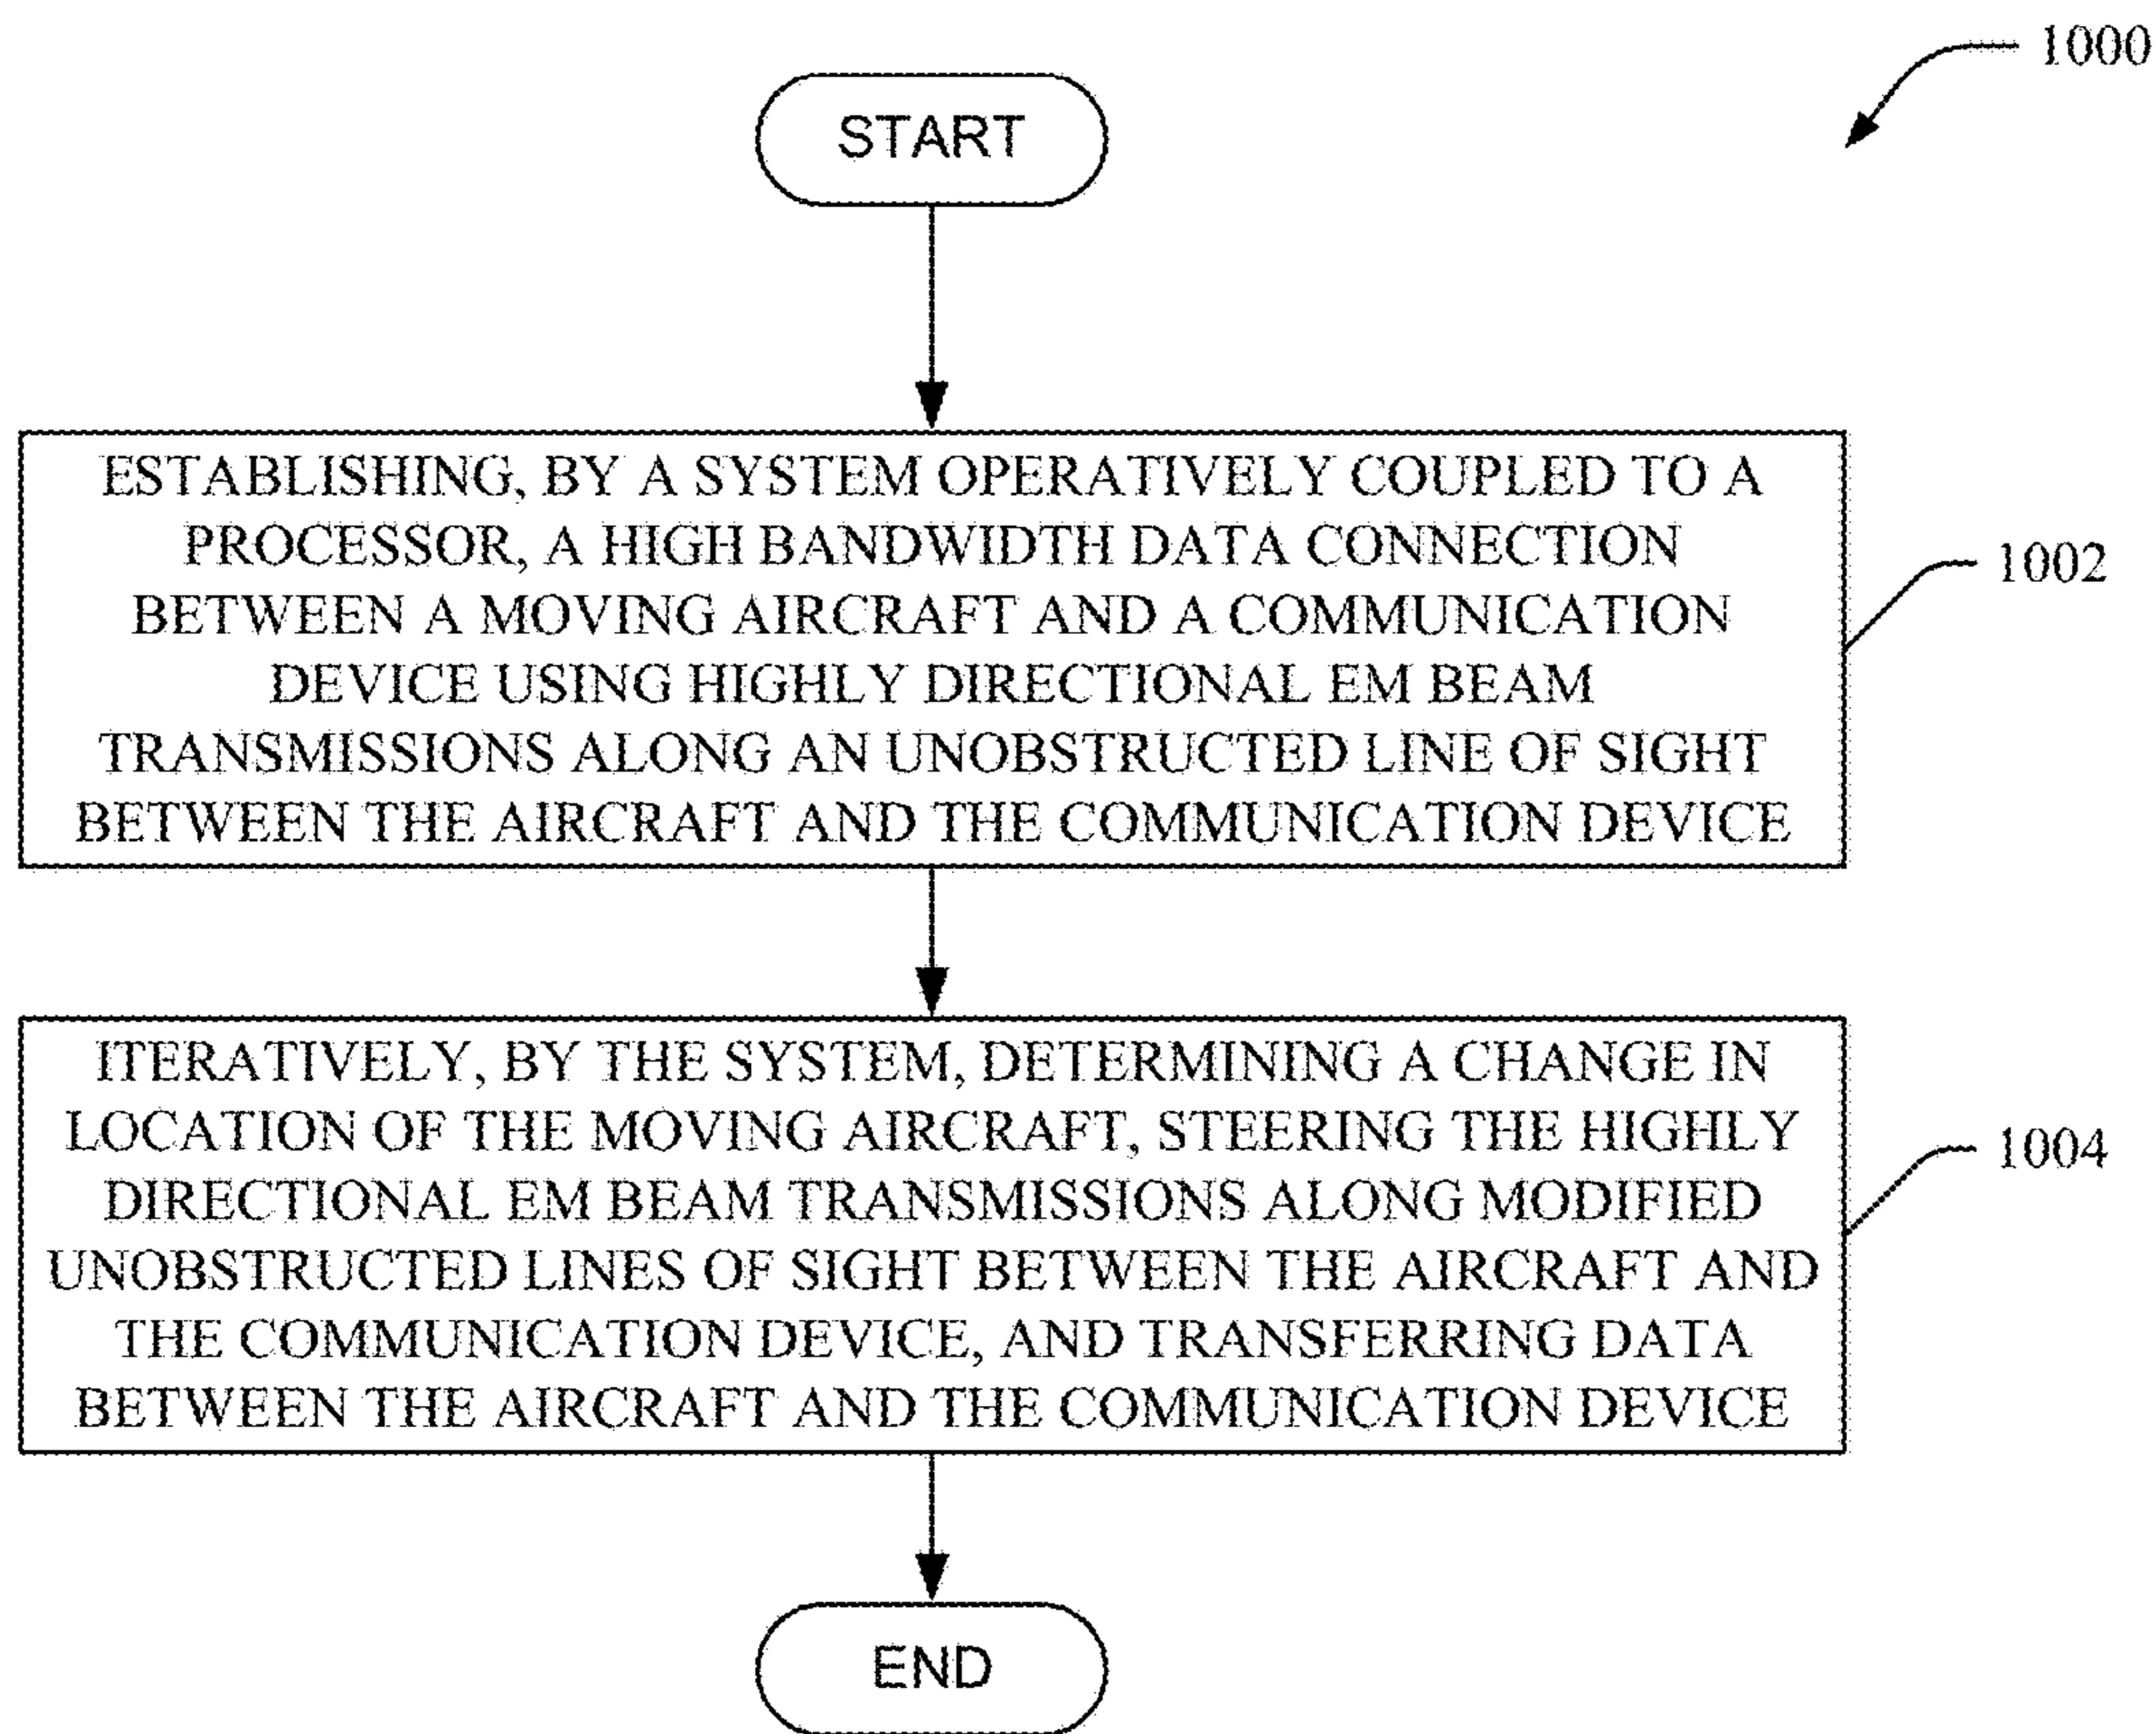 1000
START
ESTABLISHING, BY A SYSTEM OPERATIVELY COUPLED TO A
PROCESSOR, A HIGH BANDWIDTH DATA CONNECTION
BETWEEN A MOVING AIRCRAFT AND A COMMUNICATION
DEVICE USING HIGHLY DIRECTIONAL EM BEAM
TRANSMISSIONS ALONG AN UNOBSTRUCTED LINE OF SIGHT
BETWEEN THE AIRCRAFT AND THE COMMUNICATION DEVICE
1002
ITERATIVELY, BY THE SYSTEM, DETERMINING A CHANGE IN
LOCATION OF THE MOVING AIRCRAFT, STEERING THE HIGHLY
DIRECTIONAL EM BEAM TRANSMISSIONS ALONG MODIFIED
UNOBSTRUCTED LINES OF SIGHT BETWEEN THE AIRCRAFT AND
THE COMMUNICATION DEVICE, AND TRANSFERRING DATA
BETWEEN THE AIRCRAFT AND THE COMMUNICATION DEVICE
1004
END